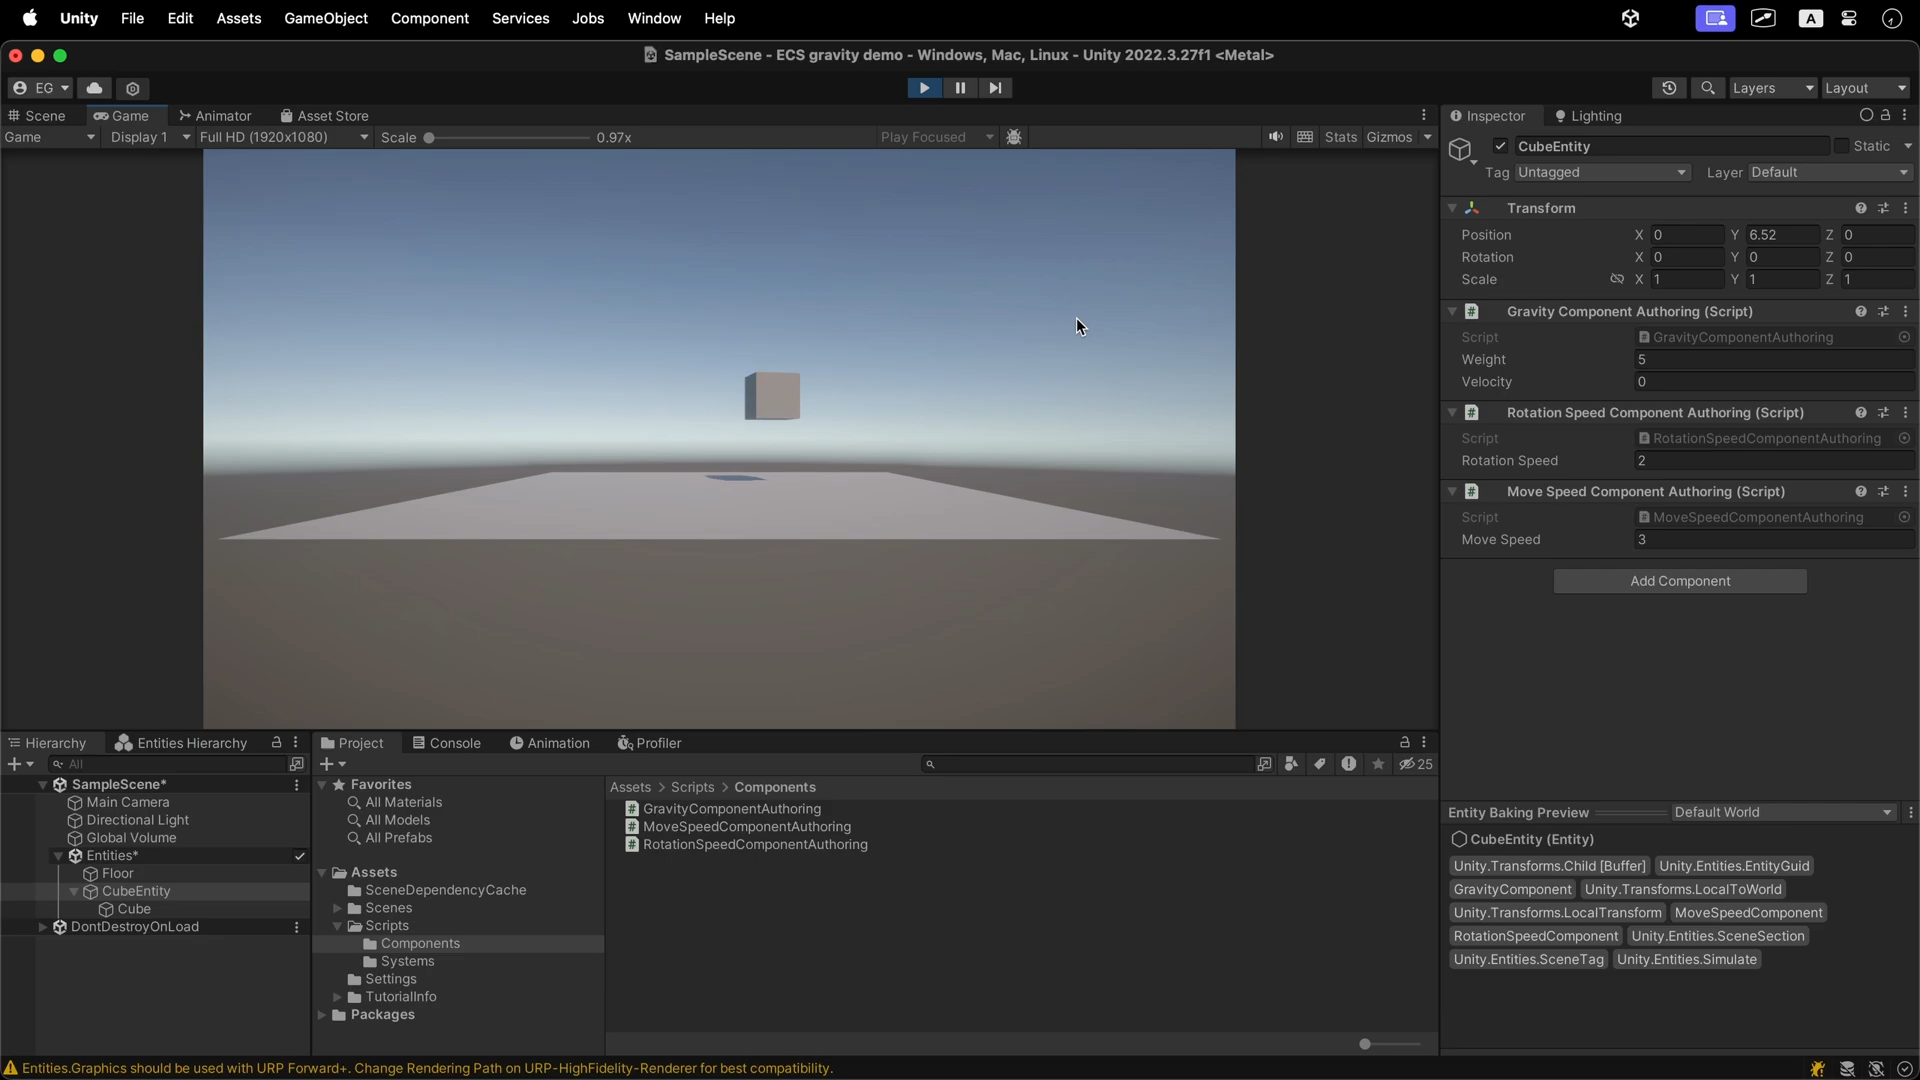 Unity File Edit Assets GameObject Component Services Jobs Window Help A
SampleScene - ECS gravity demo - Windows, Mac, Linux - Unity 2022.3.27f1 <Metal>
EG Layers Layout
Scene Game Animator Asset Store
Game Display 1 Full HD (1920x1080) Scale 0.97x Play Focused Stats Gizmos
Inspector Lighting
CubeEntity Static
Tag Untagged Layer Default
Transform
Position X 0 Y 6.52 Z 0
Rotation X 0 Y 0 Z 0
Scale X 1 Y 1 Z 1
# Gravity Component Authoring (Script)
Script GravityComponentAuthoring
Weight 5
Velocity 0
# Rotation Speed Component Authoring (Script)
Script RotationSpeedComponentAuthoring
Rotation Speed 2
# Move Speed Component Authoring (Script)
Script MoveSpeedComponentAuthoring
Move Speed 3
Add Component
Hierarchy Entities Hierarchy
All
SampleScene*
Main Camera
Directional Light
Global Volume
Entities*
Floor
CubeEntity
Cube
DontDestroyOnLoad
Project Console Animation Profiler
25
Favorites
All Materials
All Models
All Prefabs
Assets
SceneDependencyCache
Scenes
Scripts
Components
Systems
Settings
TutorialInfo
Packages
Assets > Scripts > Components
# GravityComponentAuthoring
# MoveSpeedComponentAuthoring
# RotationSpeedComponentAuthoring
Entity Baking Preview Default World
CubeEntity (Entity)
Unity.Transforms.Child [Buffer] Unity.Entities.EntityGuid
GravityComponent Unity.Transforms.LocalToWorld
Unity.Transforms.LocalTransform MoveSpeedComponent
RotationSpeedComponent Unity.Entities.SceneSection
Unity.Entities.SceneTag Unity.Entities.Simulate
Entities.Graphics should be used with URP Forward+. Change Rendering Path on URP-HighFidelity-Renderer for best compatibility.